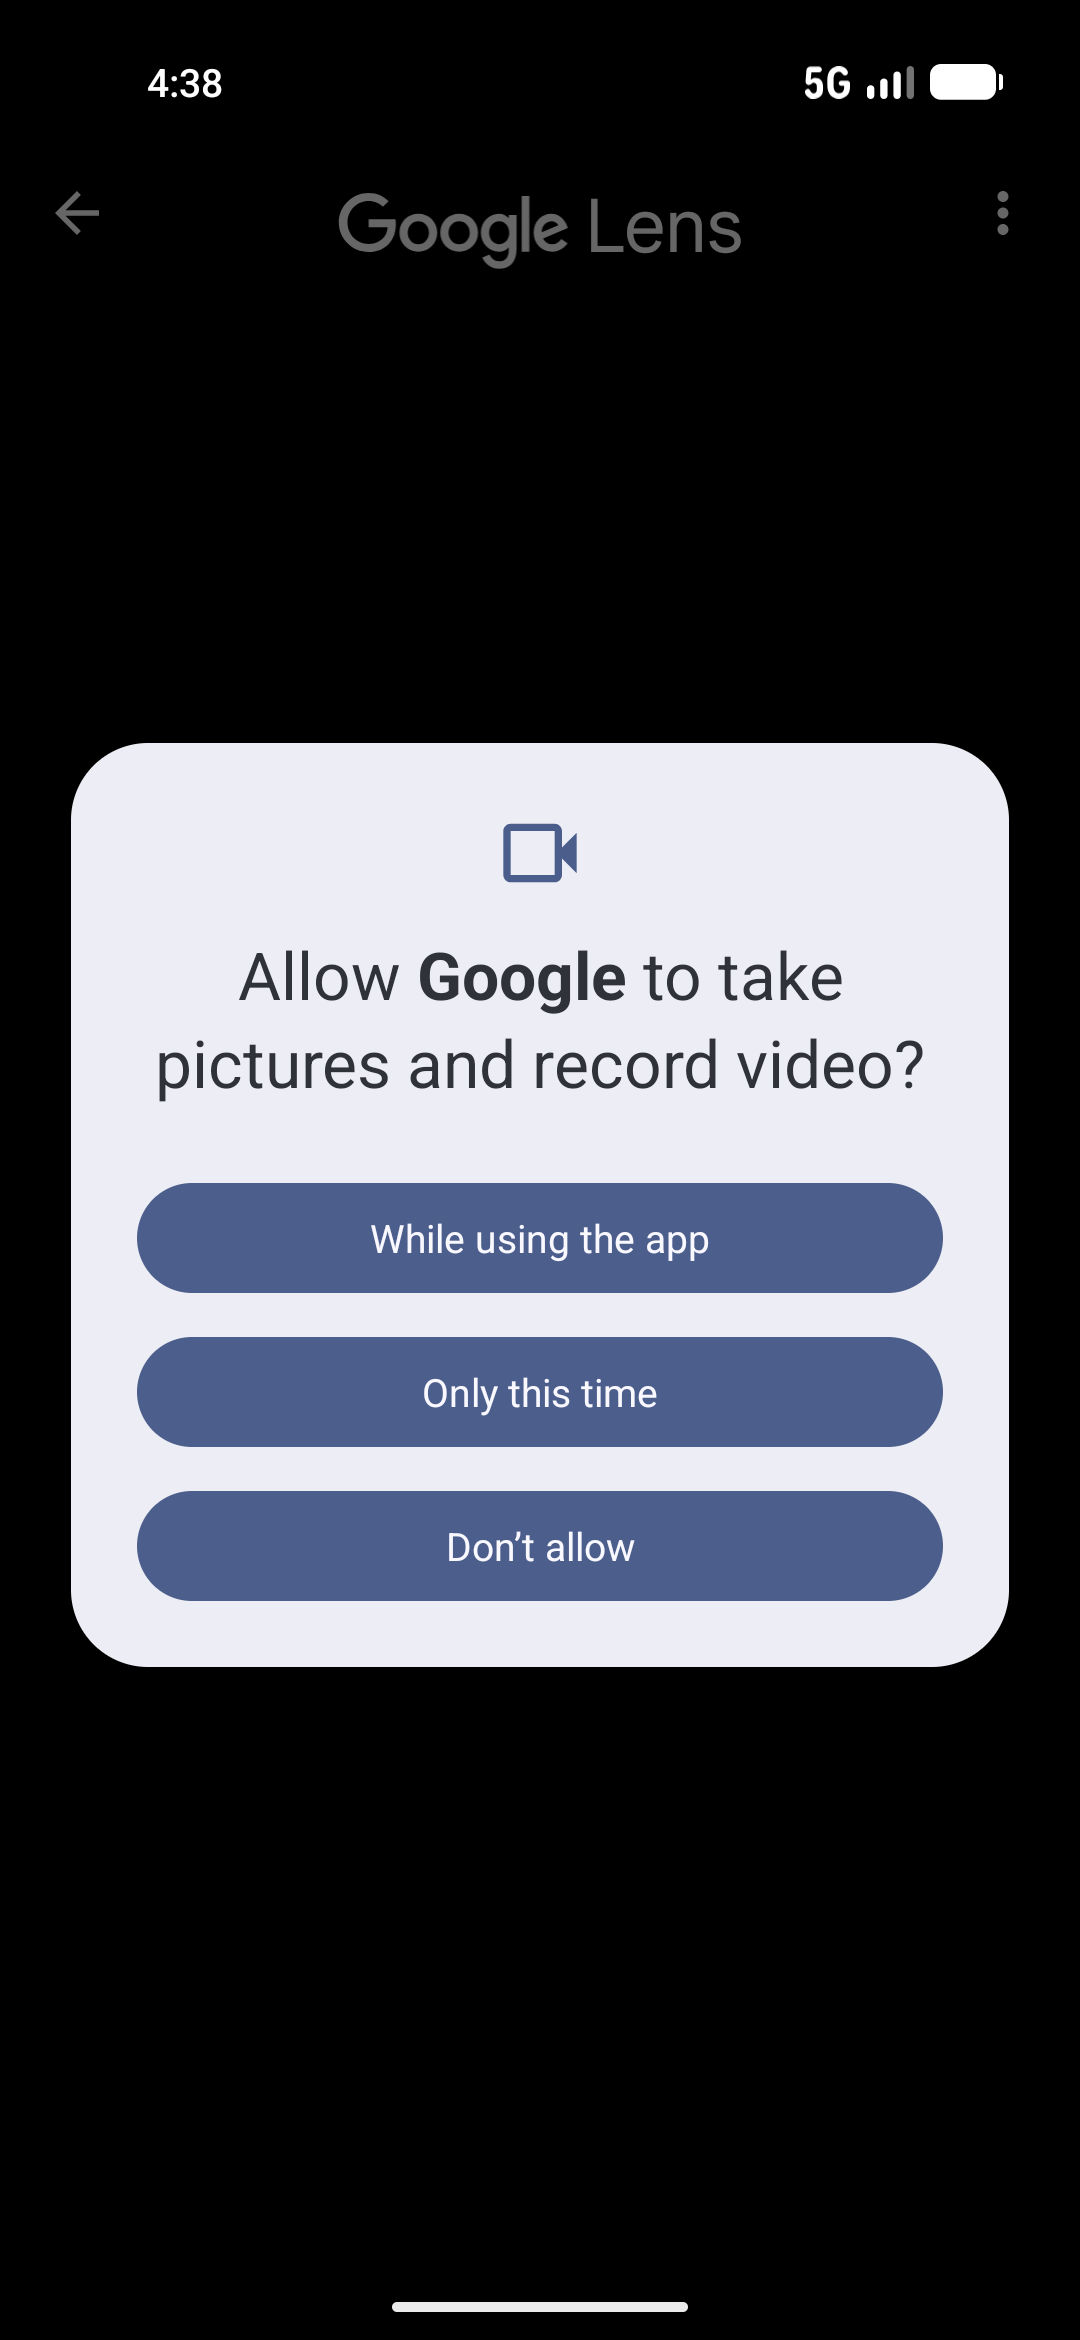 4:38 5G
Google Lens
Allow Google to take
pictures and record video?
While using the app
Only this time
Don’t allow